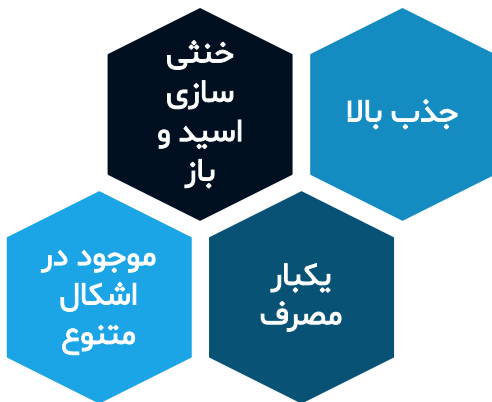 جذب بالا
خنثی
سازی
اسید و
باز
یکبار
مصرف
موجود در
اشکال
متنوع